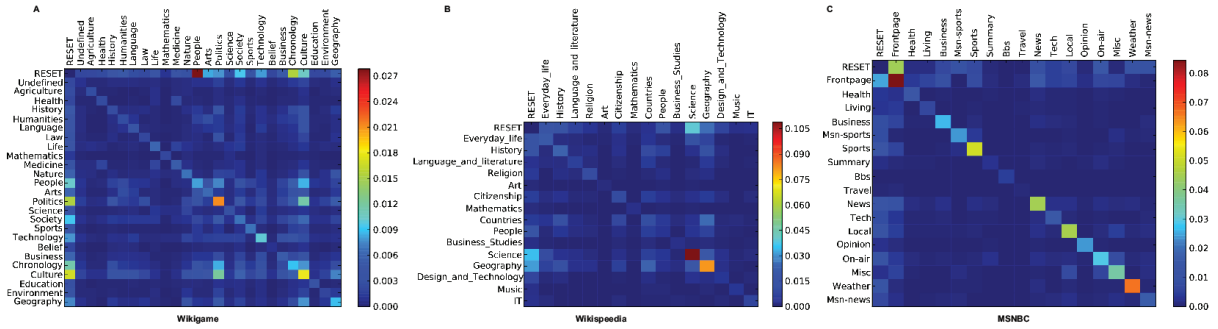 A
RESET
Undefined
Agriculture
Health
History
Humanities
Language
Law
Life
Mathematics
Medicine
Nature
People
Arts
Politics
Science
Society
Sports
Technology
Belief
Business
Chronology
Culture
Education
Environment
Geography
RESET
Undefined
Agriculture
Health
History
Humanities
Language
Law
Life
Mathematics
Medicine
Nature
People
Arts
Politics
Science
Society
Sports
Technology
Belief
Business
Chronology
Culture
Education
Environment
Geography
0.027
0.024
0.021
0.018
0.015
0.012
0.009
0.006
0.003
0.000
Wikigame
B
RESET
Everyday_life
History
Language and literature
Religion
Art
Citizenship
Mathematics
Countries
People
Business_Studies
Science
Geography
Design_and_Technology
Music
IT
RESET
Everyday_life
History
Language_and_literature
Religion
Art
Citizenship
Mathematics
Countries
People
Business_Studies
Science
Geography
Design_and_Technology
Music
IT
0.105
0.090
0.075
0.060
0.045
0.030
0.015
0.000
Wikispeedia
C
RESET
Frontpage
Health
Living
Business
Msn-sports
Sports
Summary
Bbs
Travel
News
Tech
Local
Opinion
On-air
Misc
Weather
Msn-news
RESET
Frontpage
Health
Living
Business
Msn-sports
Sports
Summary
Bbs
Travel
News
Tech
Local
Opinion
On-air
Misc
Weather
Msn-news
0.08
0.07
0.06
0.05
0.04
0.03
0.02
0.01
0.00
MSNBC